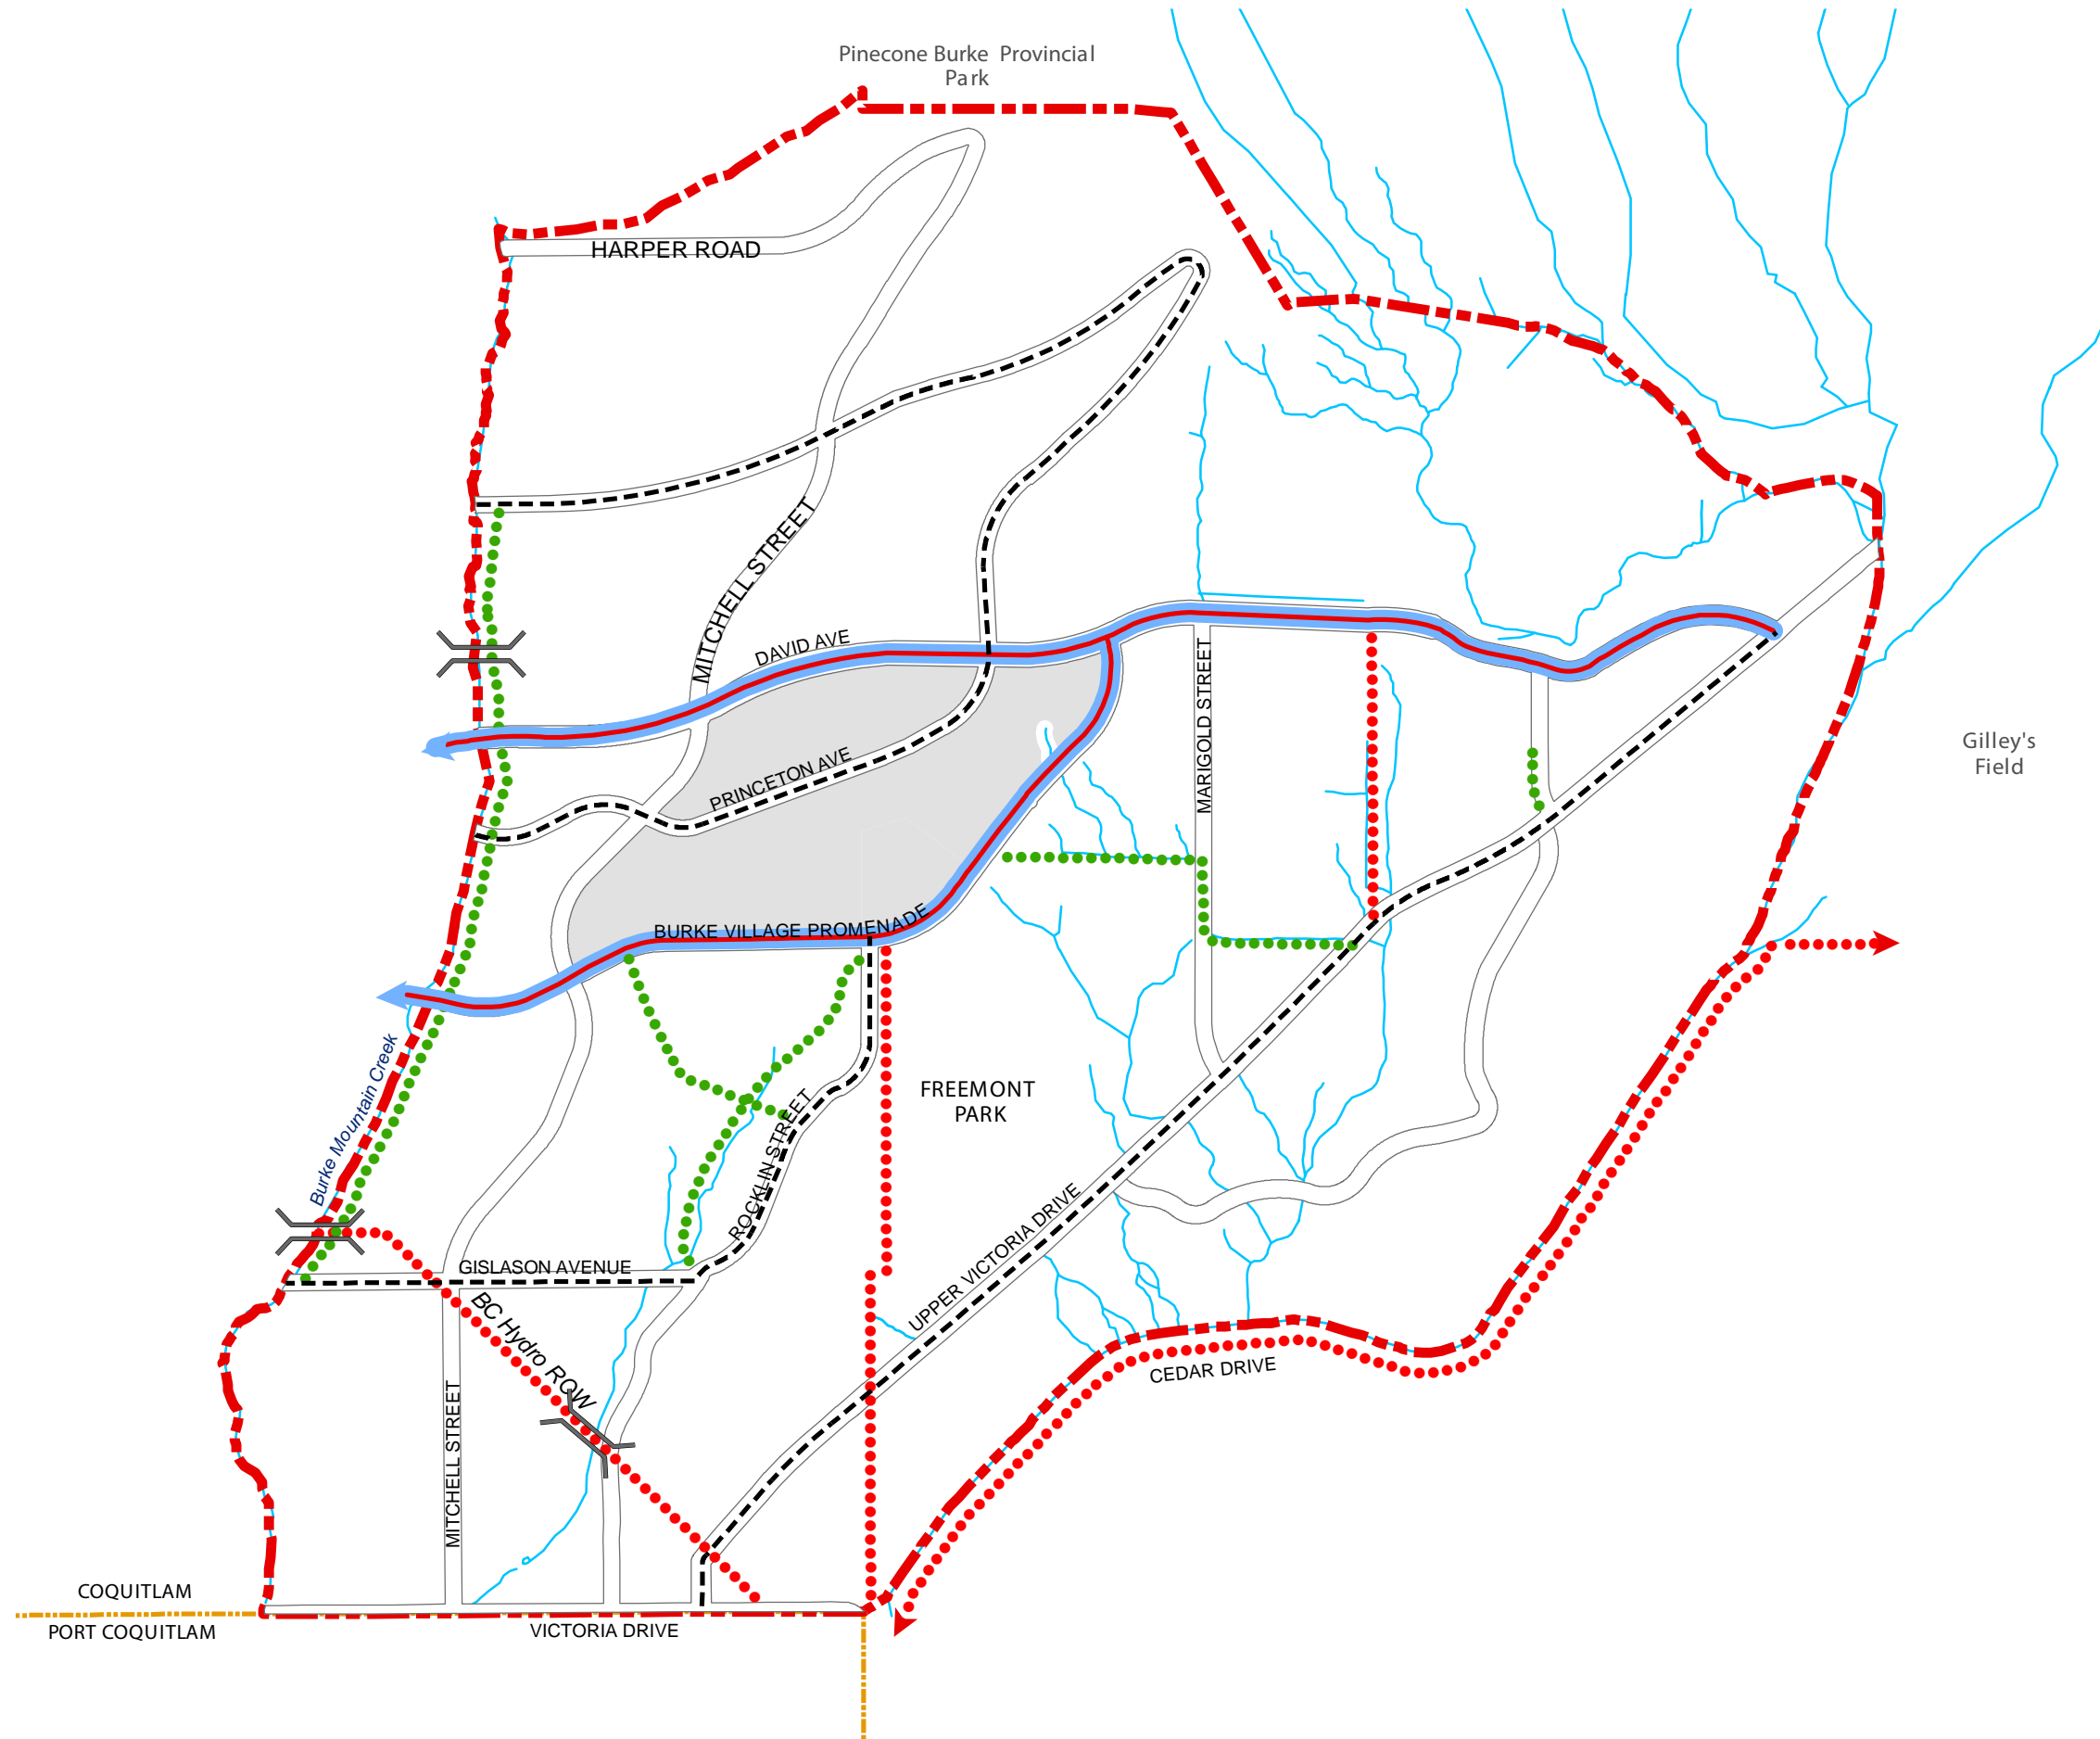 Pinecone Burke Provincial
Park
HARPER ROAD
MITCHELL STREET
DAVID AVE
MARIGOLD STREET
Gilley's
Field
PRINCETON AVE
BURKE VILLAGE PROMENADE
Burke Mountain Creek
FREEMONT
PARK
ROCKLIN STREET
UPPER VICTORIA DRIVE
GISLASON AVENUE
BC Hydro ROW
CEDAR DRIVE
MITCHELL STREET
COQUITLAM
PORT COQUITLAM
VICTORIA DRIVE